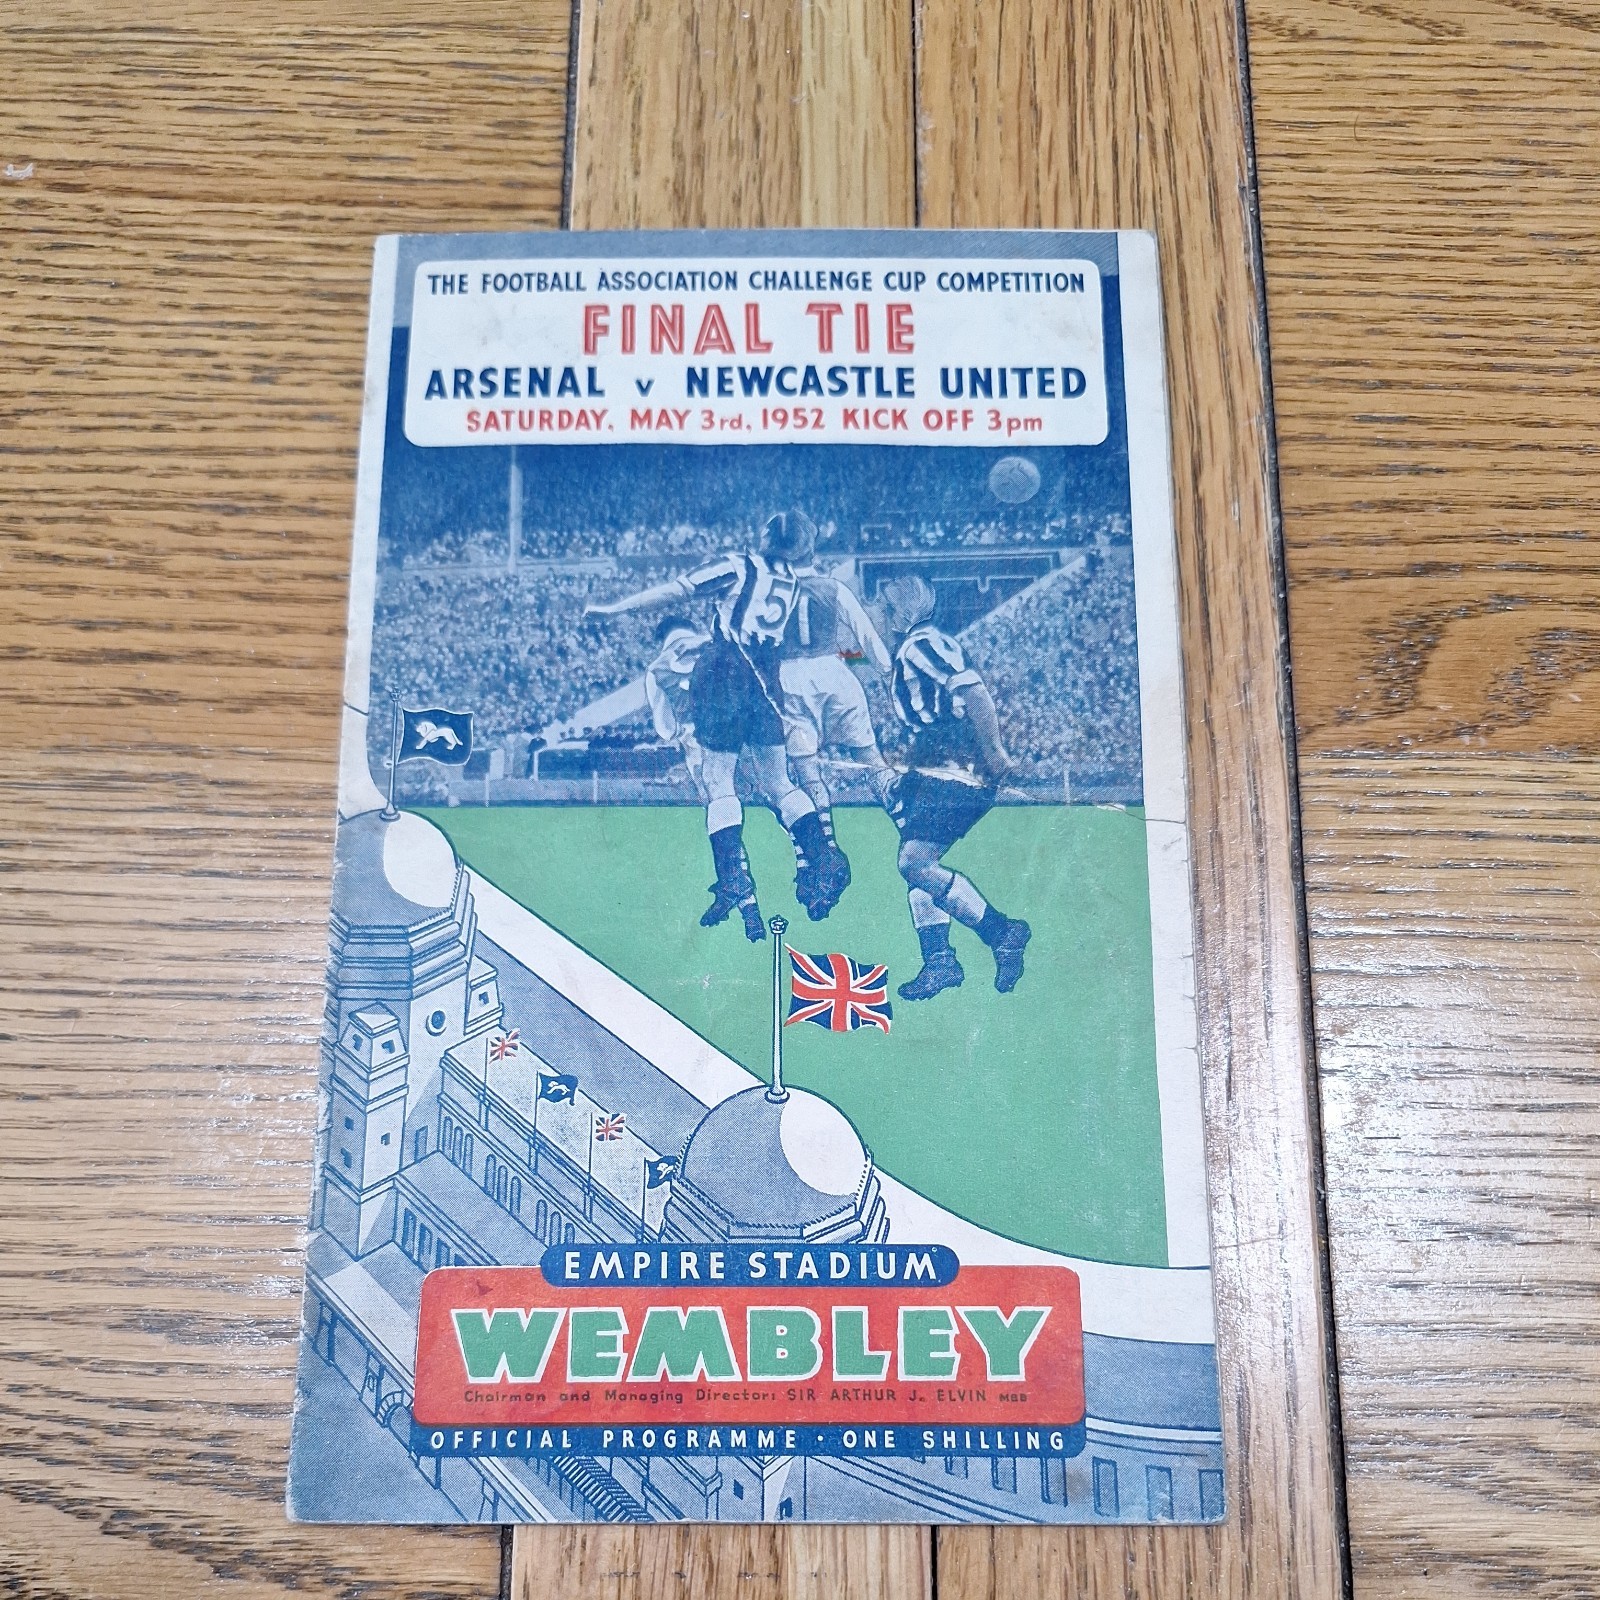 THE FOOTBALL ASSOCIATION CHALLENGE CUP COMPETITION
FINAL TIE
ARSENAL v NEWCASTLE UNITED
SATURDAY, MAY 3rd, 1952 KICK OFF 3pm
5
EMPIRE STADIUM
WEMBLEY
Chairman and Managing Director: SIR ARTHUR J. ELVIN MBE
OFFICIAL PROGRAMME · ONE SHILLING